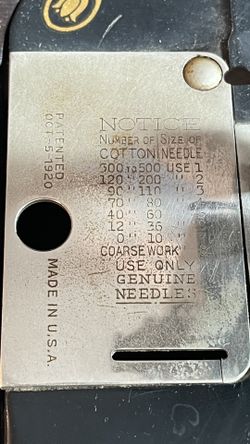 NOTICE
NUMBER OF SIZE OF
COTTON NEEDLE
300 TO 500 USE 1
120 " 200 " 2
90 " 110 " 3
70 " 80 "
40 " 60 "
12 " 36 "
0 " 10 "
COARSE WORK
USE ONLY
GENUINE
NEEDLES
PATENTED
OCT. 5 1920
MADE IN U.S.A.